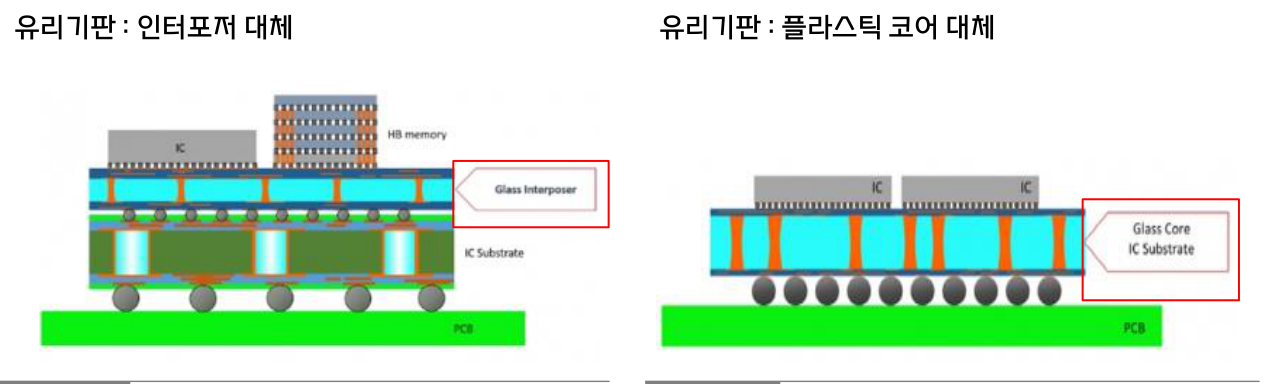 유리기판 : 인터포저 대체
IC
HB memory
Glass Interposer
IC Substrate
PCB
유리기판 : 플라스틱 코어 대체
IC
IC
Glass Core
IC Substrate
PCB